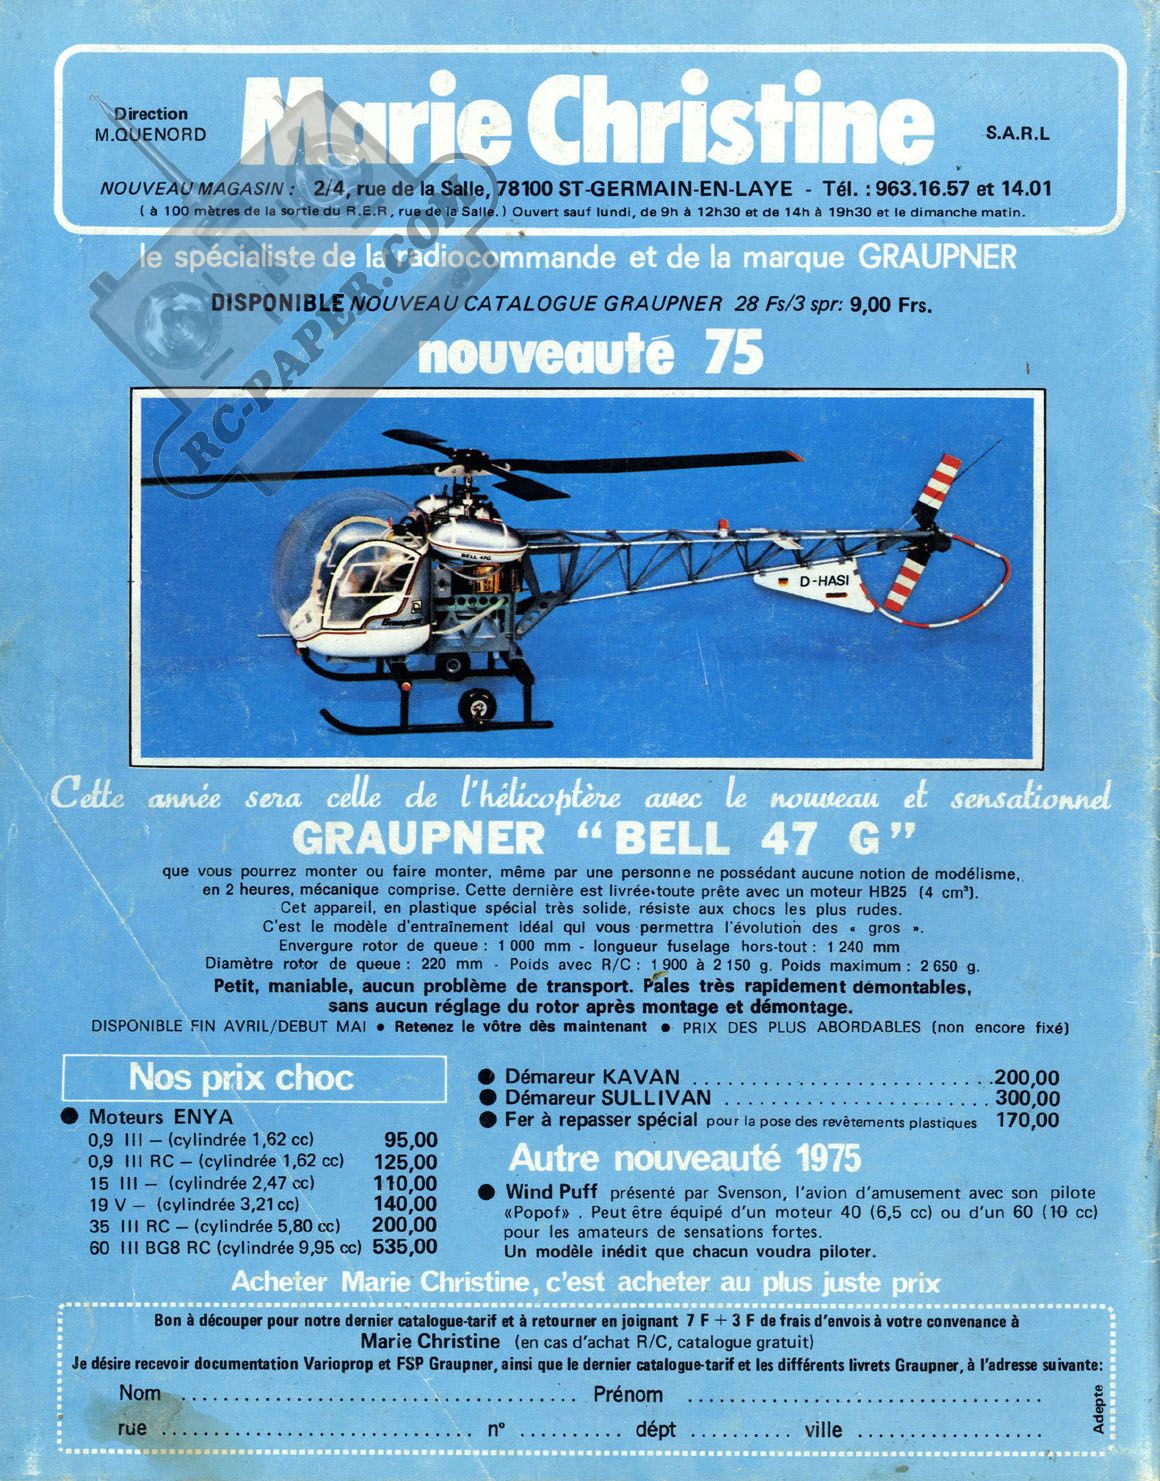 Direction
M.QUENORD
Marie Christine
S.A.R.L
NOUVEAU MAGASIN : 2/4, rue de la Salle, 78100 ST-GERMAIN-EN-LAYE - Tél. : 963.16.57 et 14.01
( à 100 mètres de la sortie du R.E.R, rue de la Salle.) Ouvert sauf lundi, de 9h à 12h30 et de 14h à 19h30 et le dimanche matin.
le spécialiste de la radiocommande et de la marque GRAUPNER
DISPONIBLE NOUVEAU CATALOGUE GRAUPNER 28 Fs/3 spr: 9,00 Frs.
RC-PAPER.COM
nouveauté 75
BELL 47G
Graupner
D-HASI
Cette année sera celle de l'hélicoptère avec le nouveau et sensationnel
GRAUPNER "BELL 47 G"
que vous pourrez monter ou faire monter, même par une personne ne possédant aucune notion de modélisme,
en 2 heures, mécanique comprise. Cette dernière est livrée toute prête avec un moteur HB25 (4 cm³).
Cet appareil, en plastique spécial très solide, résiste aux chocs les plus rudes.
C'est le modèle d'entraînement idéal qui vous permettra l'évolution des « gros ».
Envergure rotor de queue : 1 000 mm - longueur fuselage hors-tout : 1 240 mm
Diamètre rotor de queue : 220 mm - Poids avec R/C : 1 900 à 2 150 g. Poids maximum : 2 650 g.
Petit, maniable, aucun problème de transport. Pales très rapidement démontables,
sans aucun réglage du rotor après montage et démontage.
DISPONIBLE FIN AVRIL/DEBUT MAI ● Retenez le vôtre dès maintenant ● PRIX DES PLUS ABORDABLES (non encore fixé)
Nos prix choc
● Moteurs ENYA
0,9 III – (cylindrée 1,62 cc) 95,00
0,9 III RC – (cylindrée 1,62 cc) 125,00
15 III – (cylindrée 2,47 cc) 110,00
19 V – (cylindrée 3,21 cc) 140,00
35 III RC – (cylindrée 5,80 cc) 200,00
60 III BG8 RC (cylindrée 9,95 cc) 535,00
● Démareur KAVAN ............................200,00
● Démareur SULLIVAN ........................ 300,00
● Fer à repasser spécial pour la pose des revêtements plastiques 170,00
Autre nouveauté 1975
● Wind Puff présenté par Svenson, l'avion d'amusement avec son pilote
«Popof» . Peut être équipé d'un moteur 40 (6,5 cc) ou d'un 60 (10 cc)
pour les amateurs de sensations fortes.
Un modèle inédit que chacun voudra piloter.
Acheter Marie Christine, c'est acheter au plus juste prix
Bon à découper pour notre dernier catalogue-tarif et à retourner en joignant 7 F + 3 F de frais d'envois à votre convenance à
Marie Christine (en cas d'achat R/C, catalogue gratuit)
Je désire recevoir documentation Varioprop et FSP Graupner, ainsi que le dernier catalogue-tarif et les différents livrets Graupner, à l'adresse suivante:
Nom ........................................ Prénom ....................................
rue ................................ n° ........... dépt ........... ville ....................
Adepte